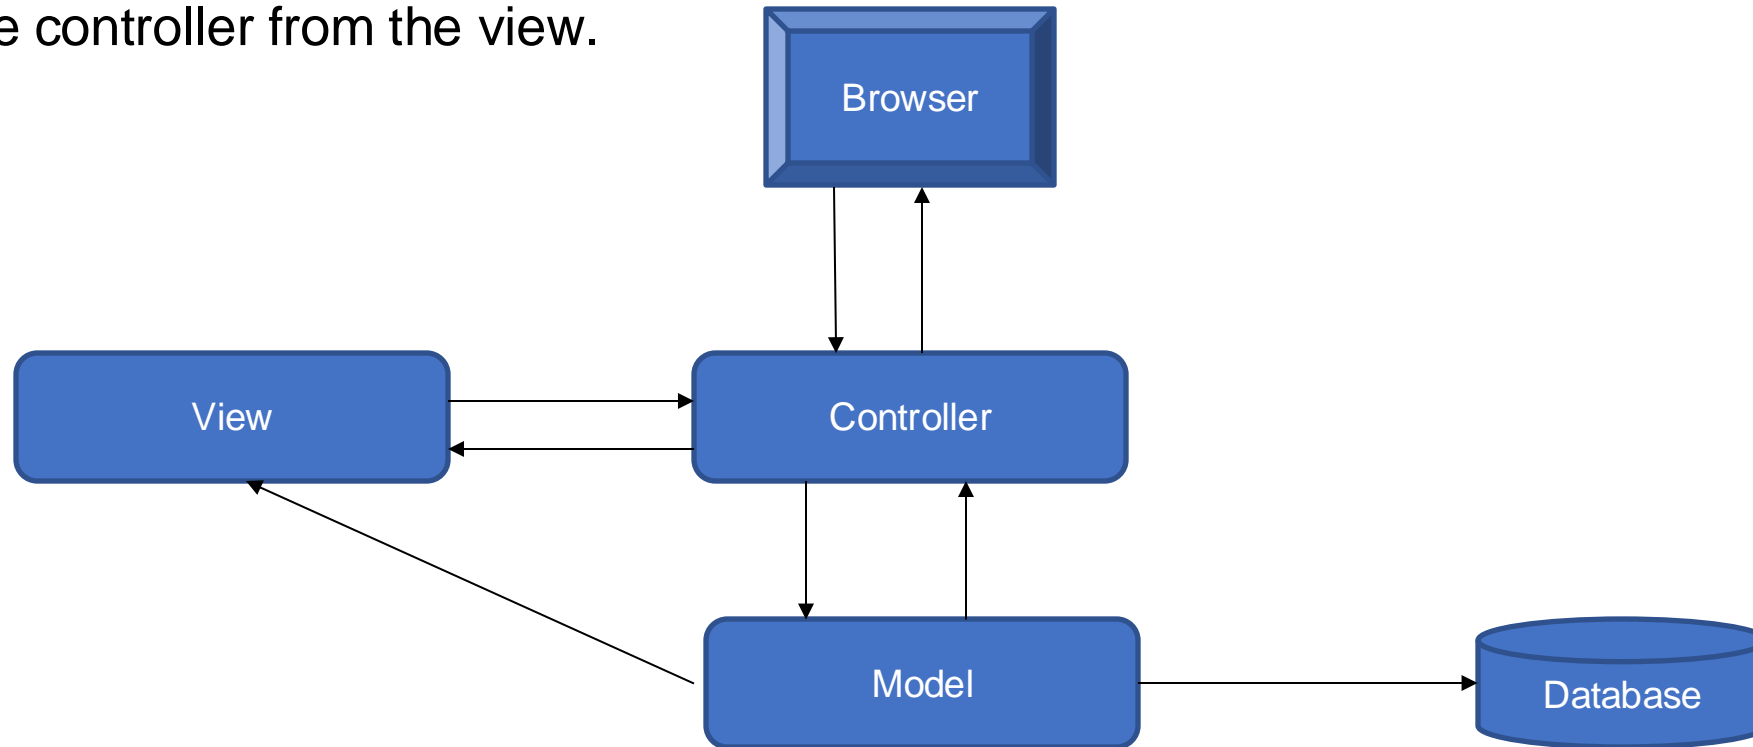 e controller from the view.
Browser
View
Controller
Model
Database